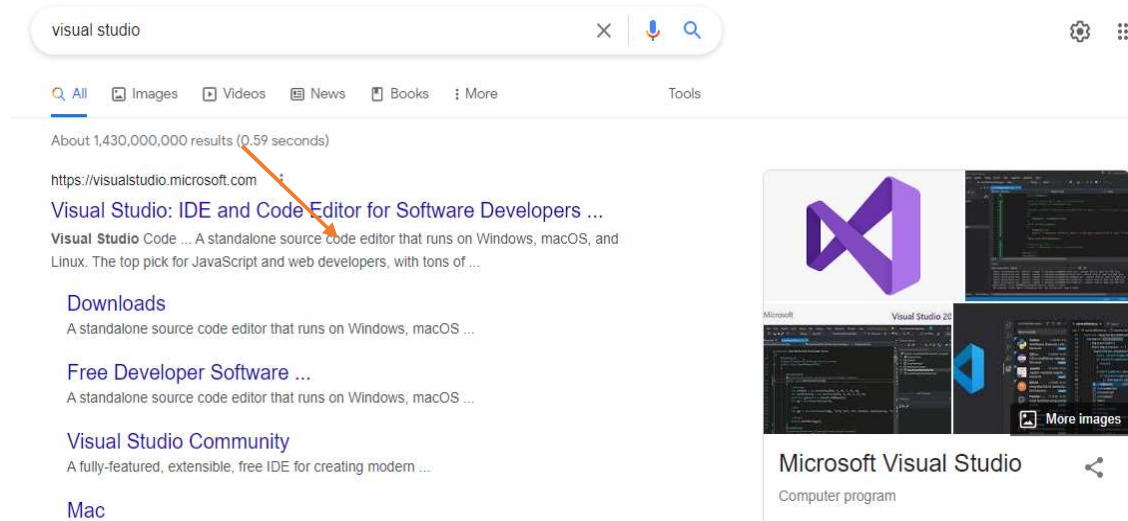 visual studio
All Images Videos News Books More Tools
About 1,430,000,000 results (0.59 seconds)
https://visualstudio.microsoft.com
Visual Studio: IDE and Code Editor for Software Developers ...
Visual Studio Code ... A standalone source code editor that runs on Windows, macOS, and
Linux. The top pick for JavaScript and web developers, with tons of ...
Downloads
A standalone source code editor that runs on Windows, macOS ...
Free Developer Software ...
A standalone source code editor that runs on Windows, macOS ...
Visual Studio Community
A fully-featured, extensible, free IDE for creating modern ...
Mac
Microsoft
Visual Studio 20
More images
Microsoft Visual Studio
Computer program